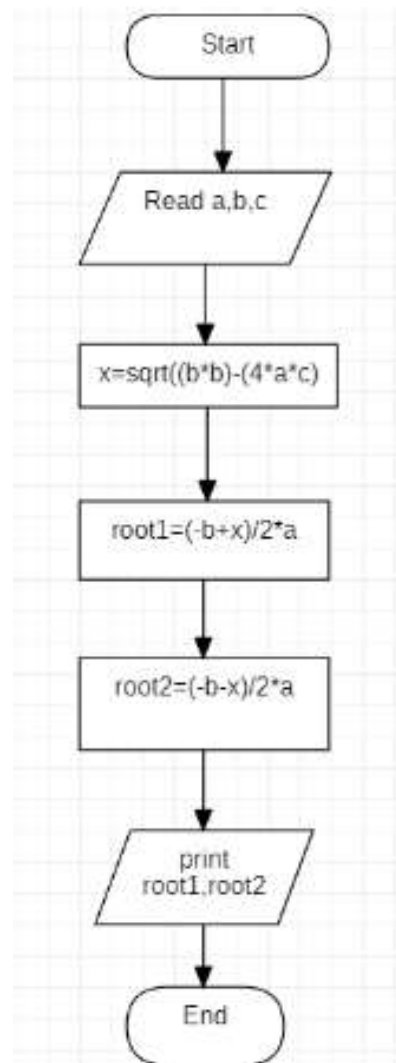 Start
Read a,b,c
x=sqrt((b*b)-(4*a*c)
root1=(-b+x)/2*a
root2=(-b-x)/2*a
print
root1,root2
End